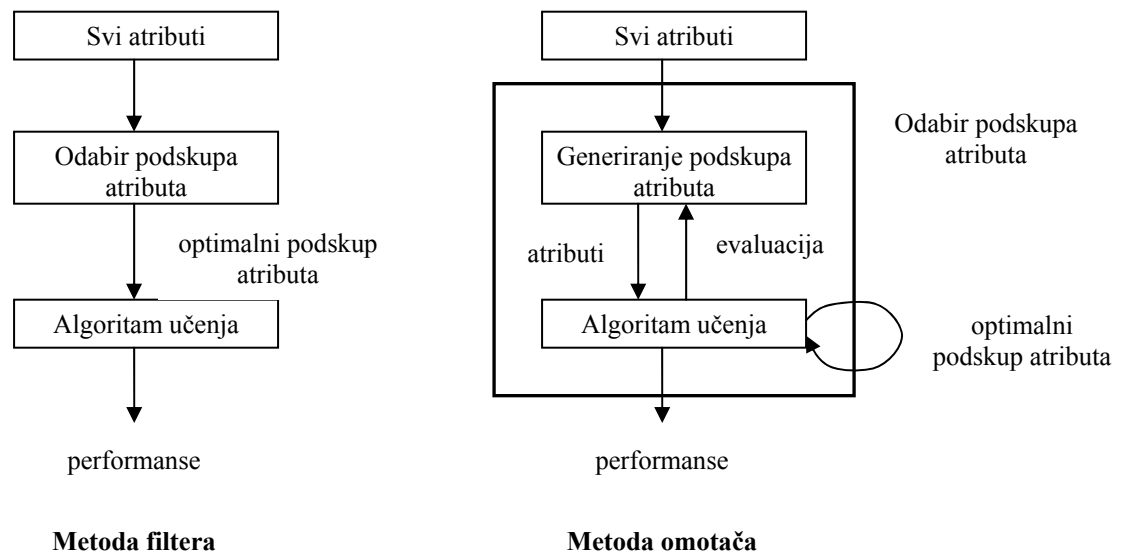 Svi atributi
Odabir podskupa
atributa
optimalni podskup
atributa
Algoritam učenja
performanse
Metoda filtera
Svi atributi
Odabir podskupa
atributa
Generiranje podskupa
atributa
atributi
evaluacija
Algoritam učenja
optimalni
podskup atributa
performanse
Metoda omotača